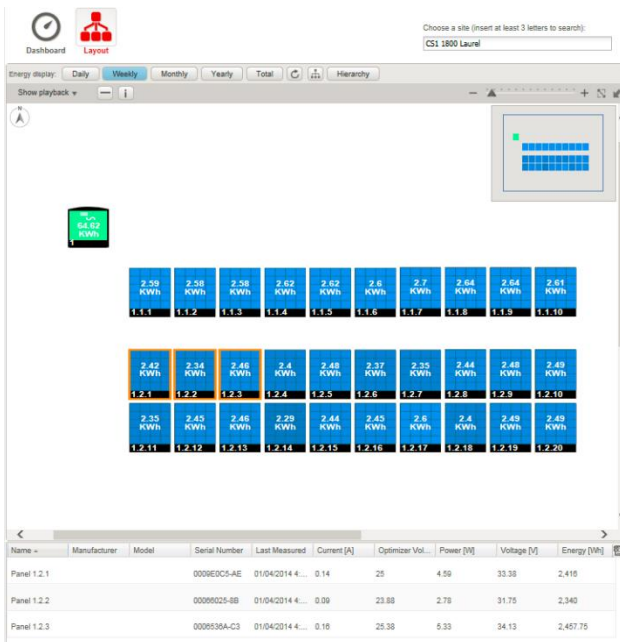 Choose a site (insert at least 3 letters to search):
CS1 1800 Laurel
Dashboard Layout
Energy display: Daily Weekly Monthly Yearly Total Hierarchy
Show playback
N
64.62
KWh
1
2.59 2.58 2.58 2.62 2.62 2.6 2.7 2.64 2.64 2.61
KWh KWh KWh KWh KWh KWh KWh KWh KWh KWh
1.1.1 1.1.2 1.1.3 1.1.4 1.1.5 1.1.6 1.1.7 1.1.8 1.1.9 1.1.10
2.42 2.34 2.46 2.4 2.48 2.37 2.35 2.44 2.48 2.49
KWh KWh KWh KWh KWh KWh KWh KWh KWh KWh
1.2.1 1.2.2 1.2.3 1.2.4 1.2.5 1.2.6 1.2.7 1.2.8 1.2.9 1.2.10
2.35 2.45 2.46 2.29 2.44 2.45 2.6 2.4 2.49 2.49
KWh KWh KWh KWh KWh KWh KWh KWh KWh KWh
1.2.11 1.2.12 1.2.13 1.2.14 1.2.15 1.2.16 1.2.17 1.2.18 1.2.19 1.2.20
Name Manufacturer Model Serial Number Last Measured Current [A] Optimizer Vol... Power [W] Voltage [V] Energy [Wh]
Panel 1.2.1 0009E0C5-AE 01/04/2014 4:... 0.14 25 4.59 33.38 2,416
Panel 1.2.2 00066025-8B 01/04/2014 4:... 0.09 23.88 2.78 31.75 2,340
Panel 1.2.3 0006536A-C3 01/04/2014 4:... 0.16 25.38 5.33 34.13 2,457.75